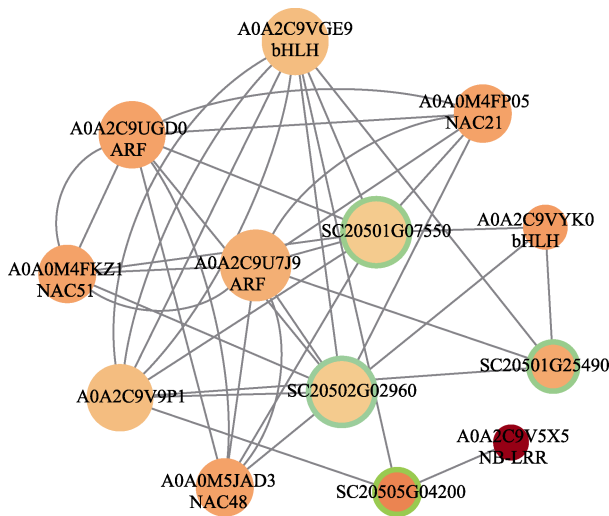 A0A2C9VGE9
bHLH
A0A0M4FP05
NAC21
A0A2C9UGD0
ARF
SC20501G07550
A0A2C9VYK0
bHLH
A0A0M4FKZ1
NAC51
A0A2C9U7J9
ARF
SC20501G25490
A0A2C9V9P1
SC20502G02960
A0A2C9V5X5
NB-LRR
A0A0M5JAD3
NAC48
SC20505G04200